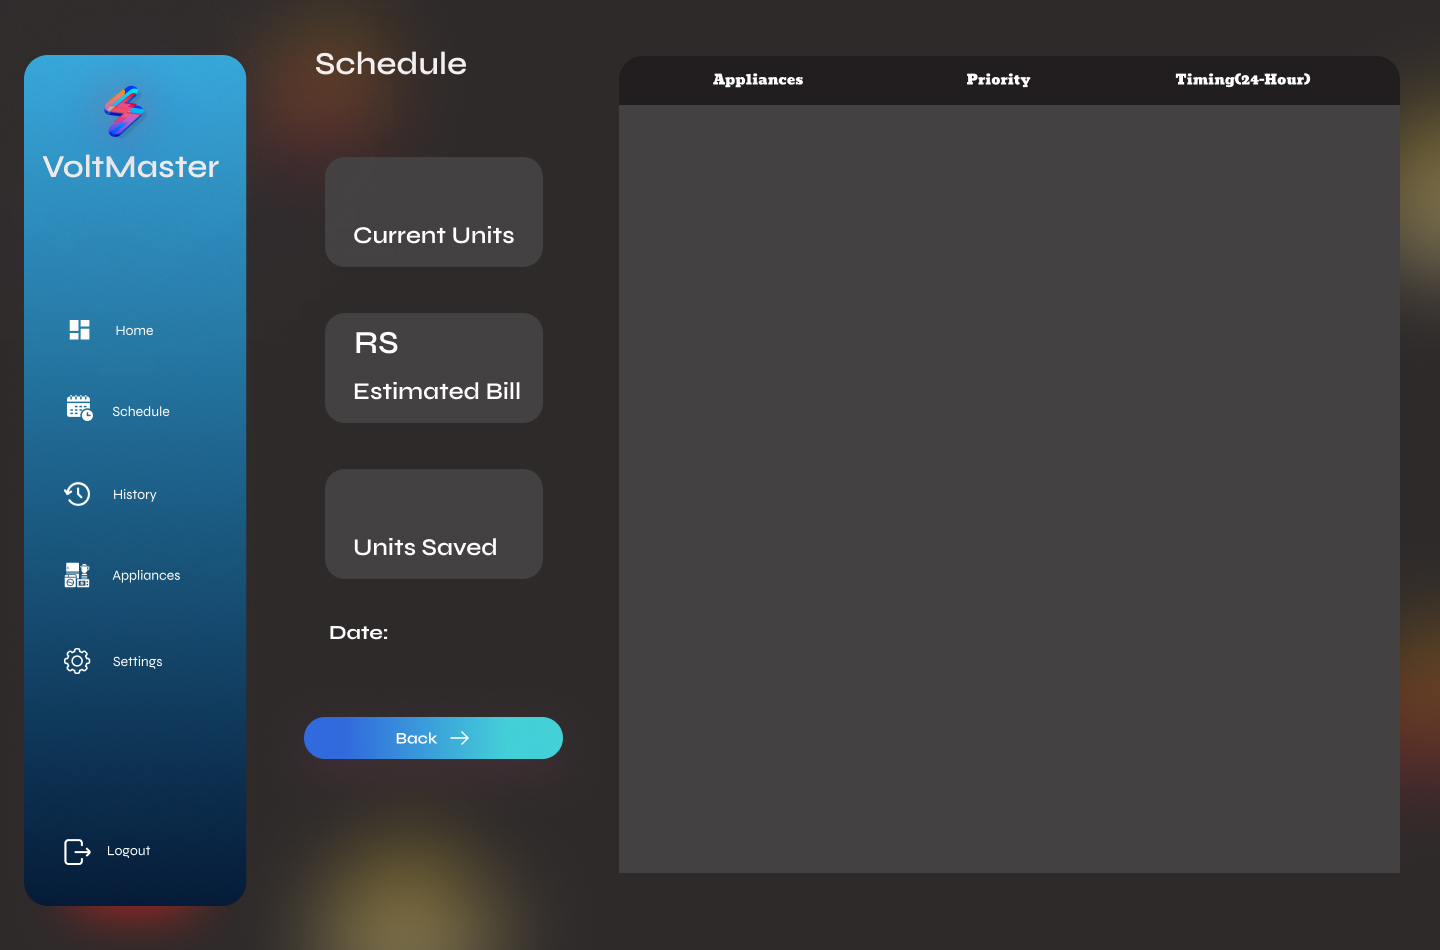 VoltMaster
Home
Schedule
History
Appliances
Settings
Logout
Schedule
Current Units
RS
Estimated Bill
Units Saved
Date:
Back
Appliances Priority Timing(24-Hour)